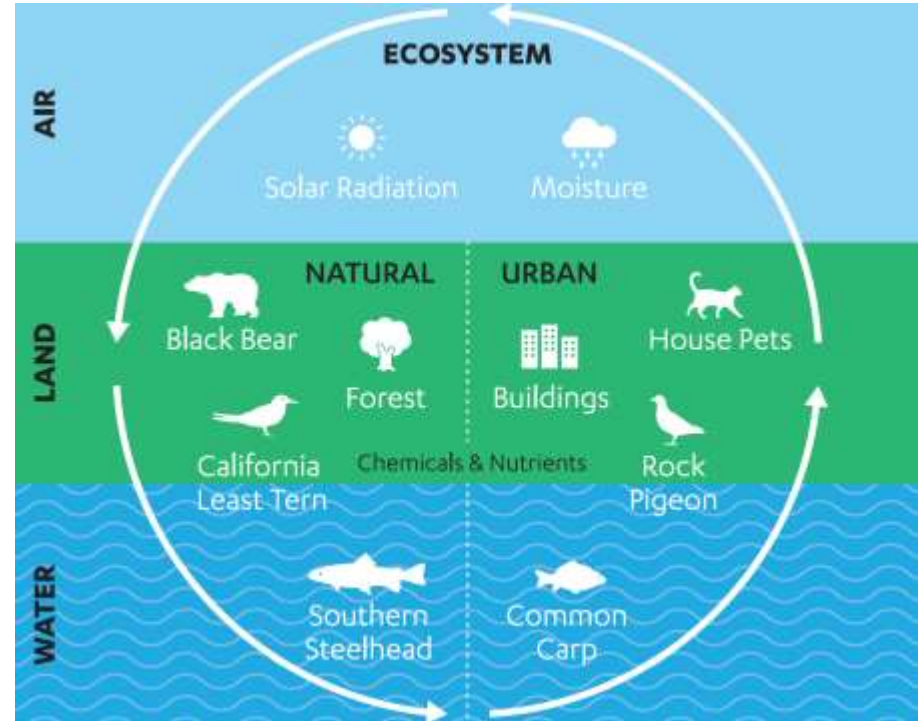 ECOSYSTEM
AIR
Solar Radiation
Moisture
NATURAL
URBAN
LAND
Black Bear
House Pets
Forest
Buildings
California
Least Tern
Chemicals & Nutrients
Rock
Pigeon
WATER
Southern
Steelhead
Common
Carp